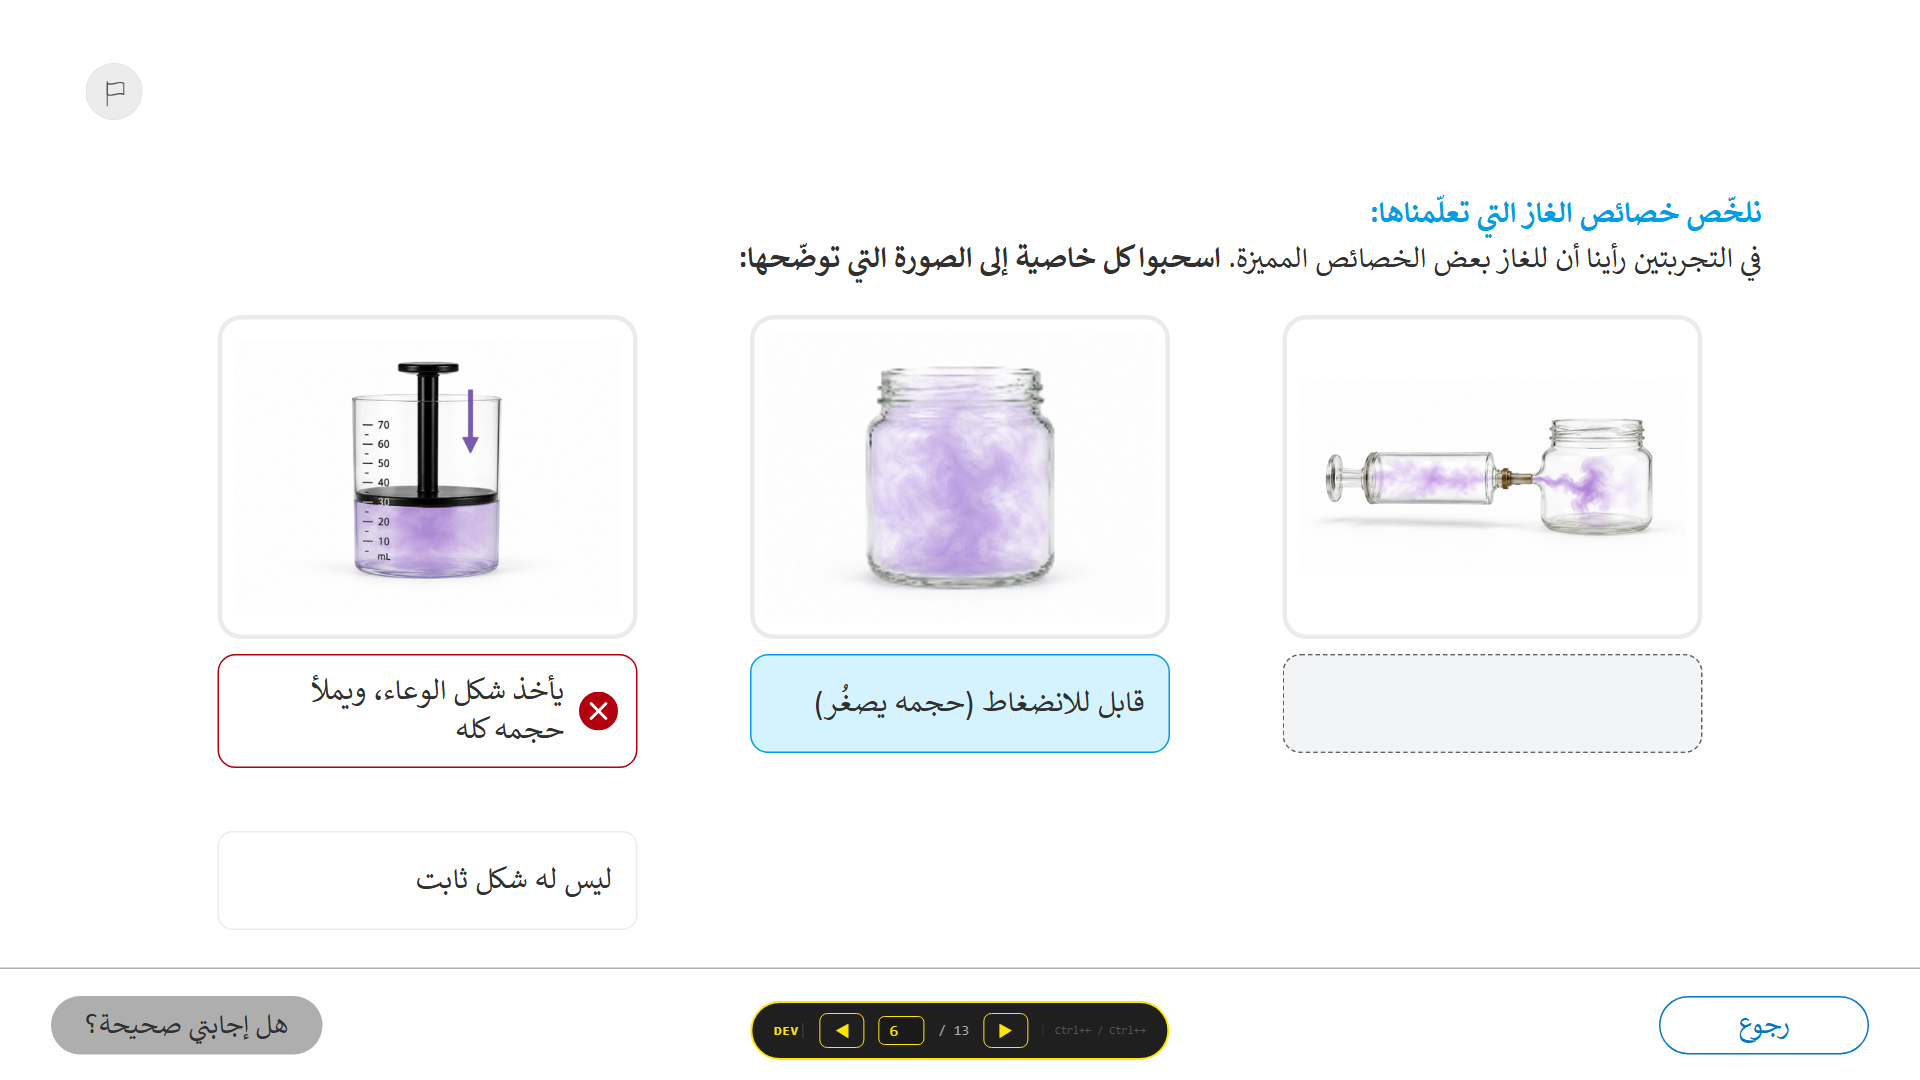 نلخّص خصائص الغاز التي تعلّمناها:
في التجربتين رأينا أن للغاز بعض الخصائص المميزة. اسحبوا كل خاصية إلى الصورة التي توضّحها:
70
60
50
40
30
20
10
mL
قابل للانضغاط (حجمه يصغُر)
يأخذ شكل الوعاء، ويملأ
حجمه كله
ليس له شكل ثابت
رجوع
DEV 6 / 13 Ctrl+← / Ctrl+→
هل إجابتي صحيحة؟